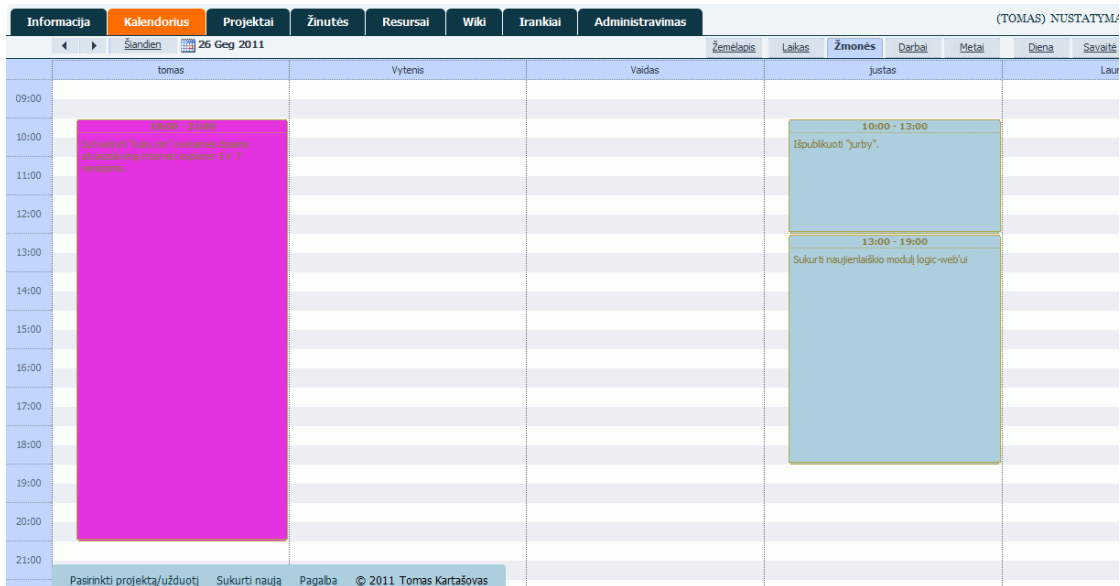 Informacija Kalendorius Projektai Žinutės Resursai Wiki Irankiai Administravimas (TOMAS) NUSTATYMA
Šiandien 26 Geg 2011 Žemėlapis Laikas Žmonės Darbai Metai Diena Savaitė
tomas Vytenis Vaidas justas Laur
09:00
10:00 - 13:00
10:00
Išpublikuoti "jurby".
11:00
12:00
13:00 - 19:00
13:00
Sukurti naujienlaiškio modulį logic-web'ui
14:00
15:00
16:00
17:00
18:00
19:00
20:00
21:00
Pasirinkti projektą/užduotį Sukurti naują Pagalba © 2011 Tomas Kartašovas